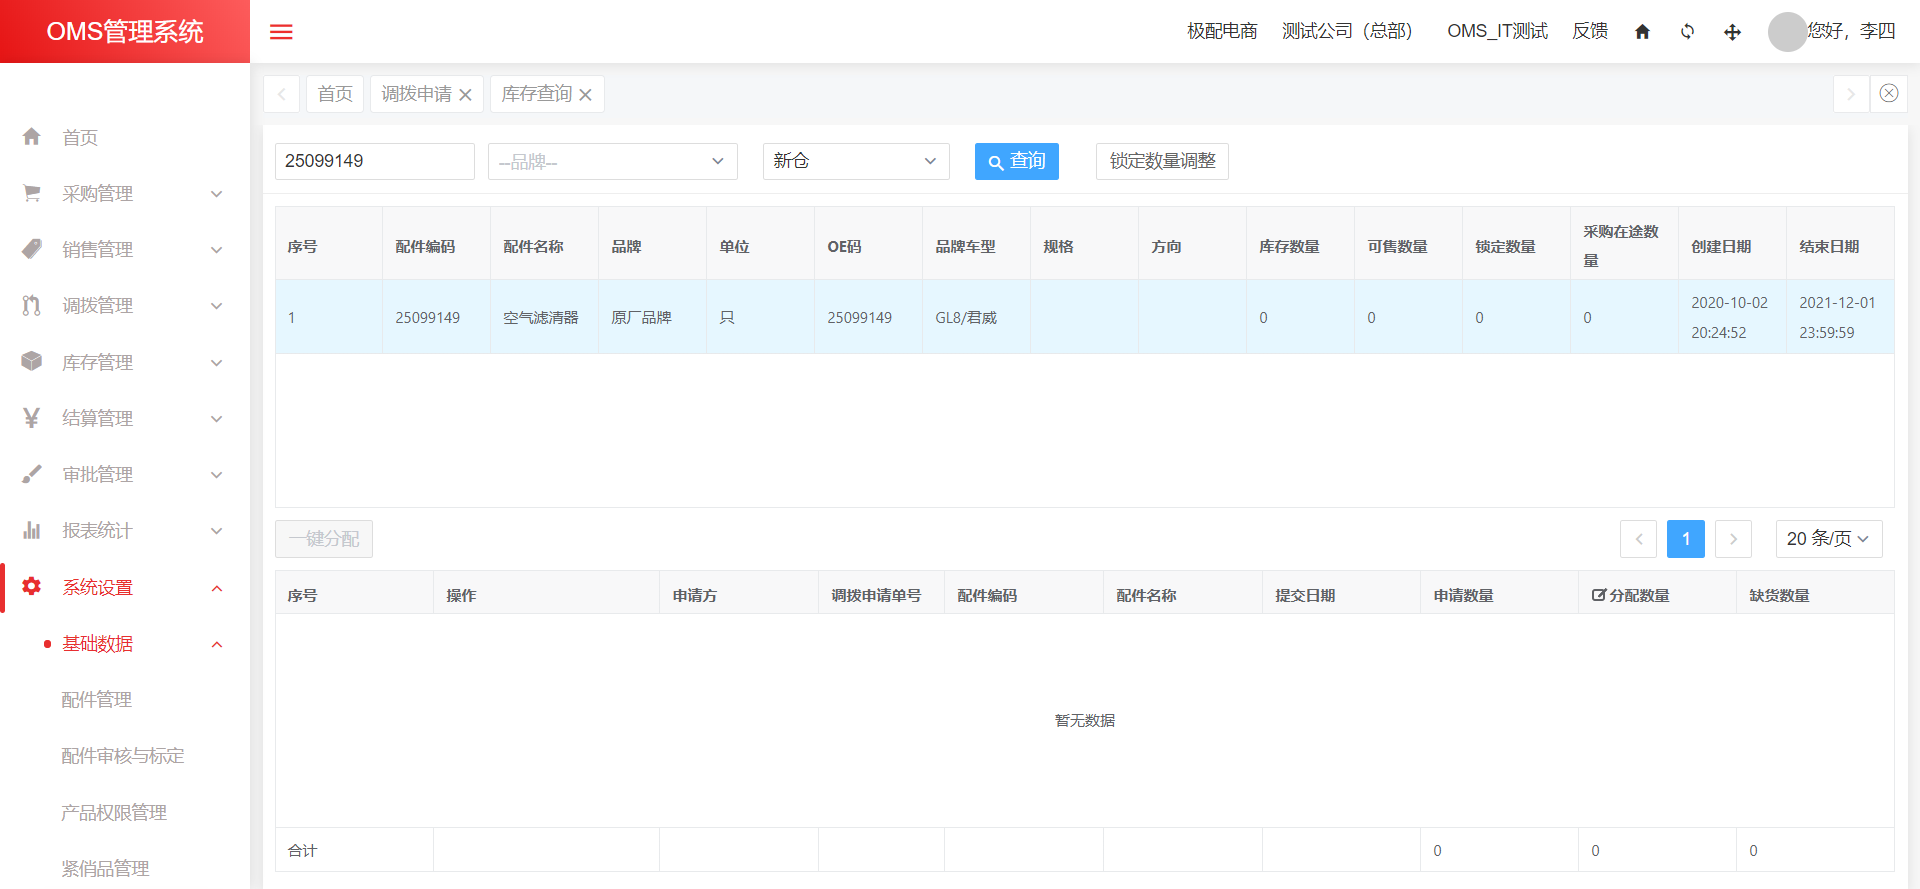 OMS管理系统
极配电商 测试公司（总部） OMS_IT测试 反馈 您好，李四
首页 调拨申请 库存查询
首页
采购管理
销售管理
调拨管理
库存管理
结算管理
审批管理
报表统计
系统设置
基础数据
配件管理
配件审核与标定
产品权限管理
紧俏品管理
25099149 --品牌-- 新仓 查询 锁定数量调整
序号 配件编码 配件名称 品牌 单位 OE码 品牌车型 规格 方向 库存数量 可售数量 锁定数量 采购在途数量 创建日期 结束日期
1 25099149 空气滤清器 原厂品牌 只 25099149 GL8/君威 0 0 0 0 2020-10-02 20:24:52 2021-12-01 23:59:59
一键分配 1 20 条/页
序号 操作 申请方 调拨申请单号 配件编码 配件名称 提交日期 申请数量 分配数量 缺货数量
暂无数据
合计 0 0 0